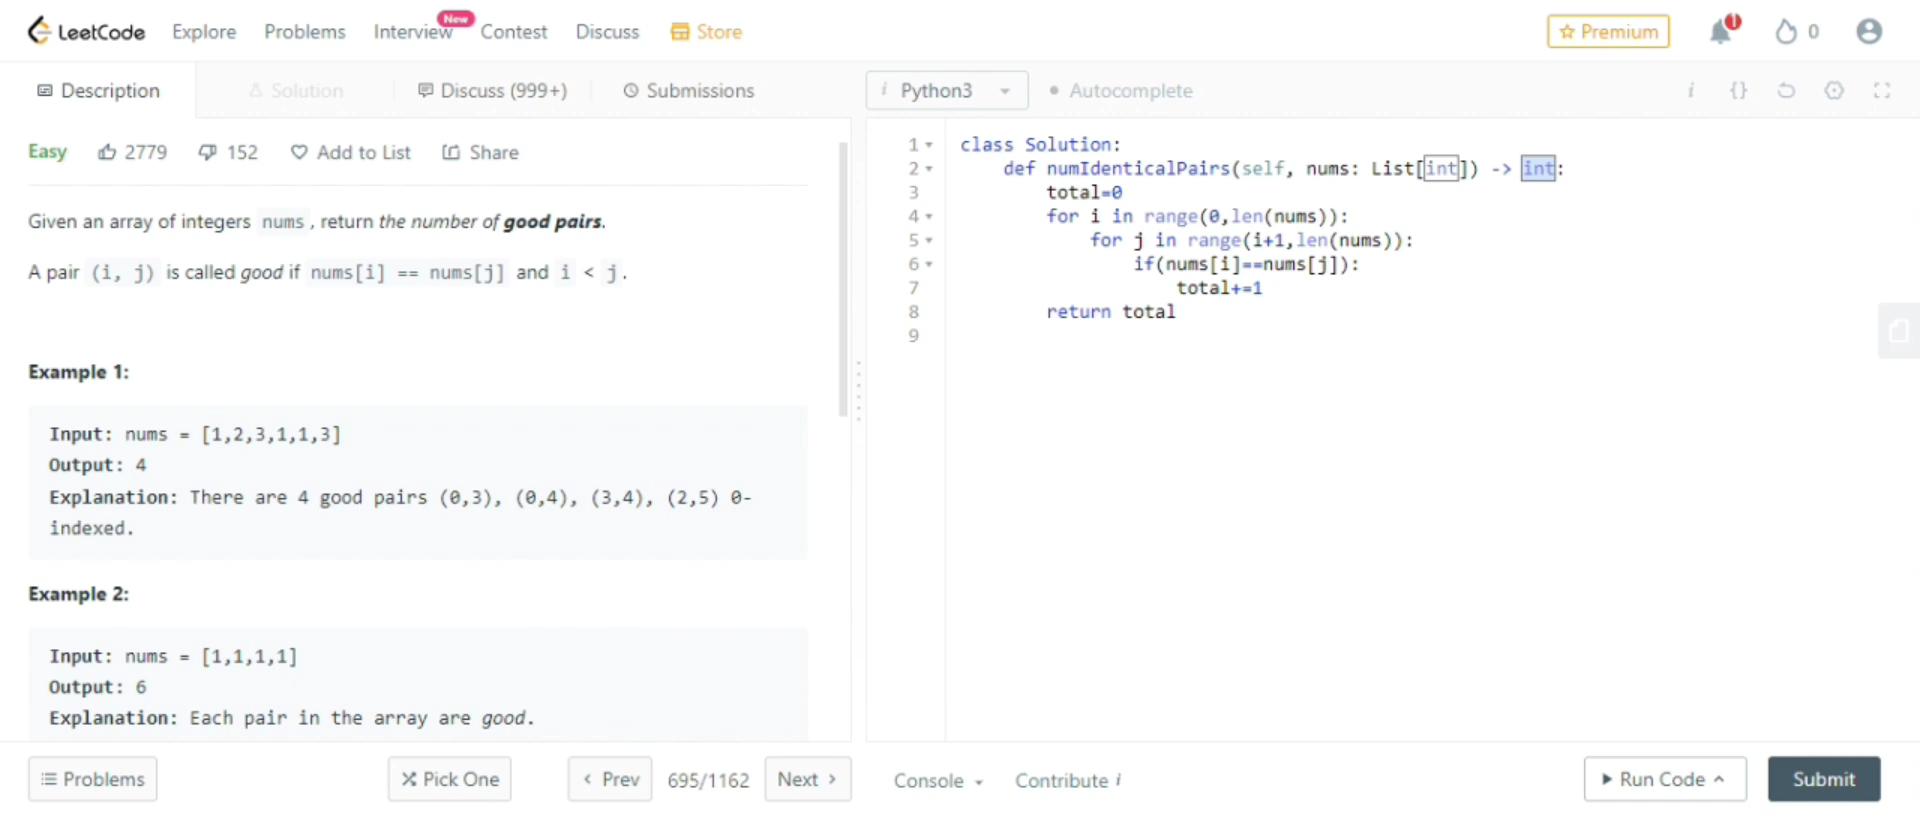 LeetCode Explore Problems Interview New Contest Discuss Store Premium 1 0
Description Solution Discuss (999+) Submissions
Easy 2779 152 Add to List Share
Given an array of integers nums, return the number of good pairs.
A pair (i, j) is called good if nums[i] == nums[j] and i < j.
Example 1:
Input: nums = [1,2,3,1,1,3]
Output: 4
Explanation: There are 4 good pairs (0,3), (0,4), (3,4), (2,5) 0-
indexed.
Example 2:
Input: nums = [1,1,1,1]
Output: 6
Explanation: Each pair in the array are good.
Problems Pick One Prev 695/1162 Next
i Python3 Autocomplete i {}
1 class Solution:
2 def numIdenticalPairs(self, nums: List[int]) -> int:
3 total=0
4 for i in range(0,len(nums)):
5 for j in range(i+1,len(nums)):
6 if(nums[i]==nums[j]):
7 total+=1
8 return total
9
Console Contribute i Run Code Submit